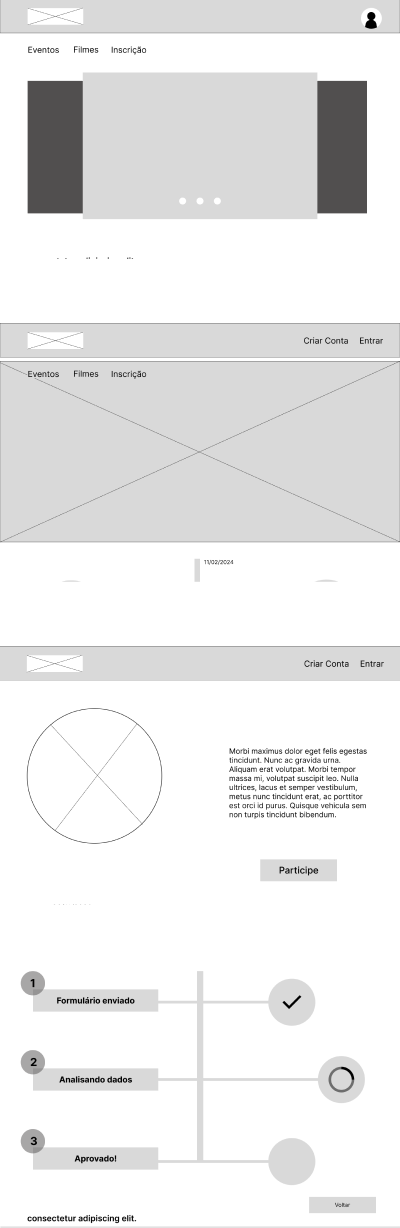 Eventos Filmes Inscrição
Criar Conta Entrar
Eventos Filmes Inscrição
11/02/2024
Criar Conta Entrar
Morbi maximus dolor eget felis egestas
tincidunt. Nunc ac gravida urna.
Aliquam erat volutpat. Morbi tempor
massa mi, volutpat suscipit leo. Nulla
ultrices, lacus et semper vestibulum,
metus nunc tincidunt erat, ac porttitor
est orci id purus. Quisque vehicula sem
non turpis tincidunt bibendum.
Participe
1
Formulário enviado
2
Analisando dados
3
Aprovado!
Voltar
consectetur adipiscing elit.